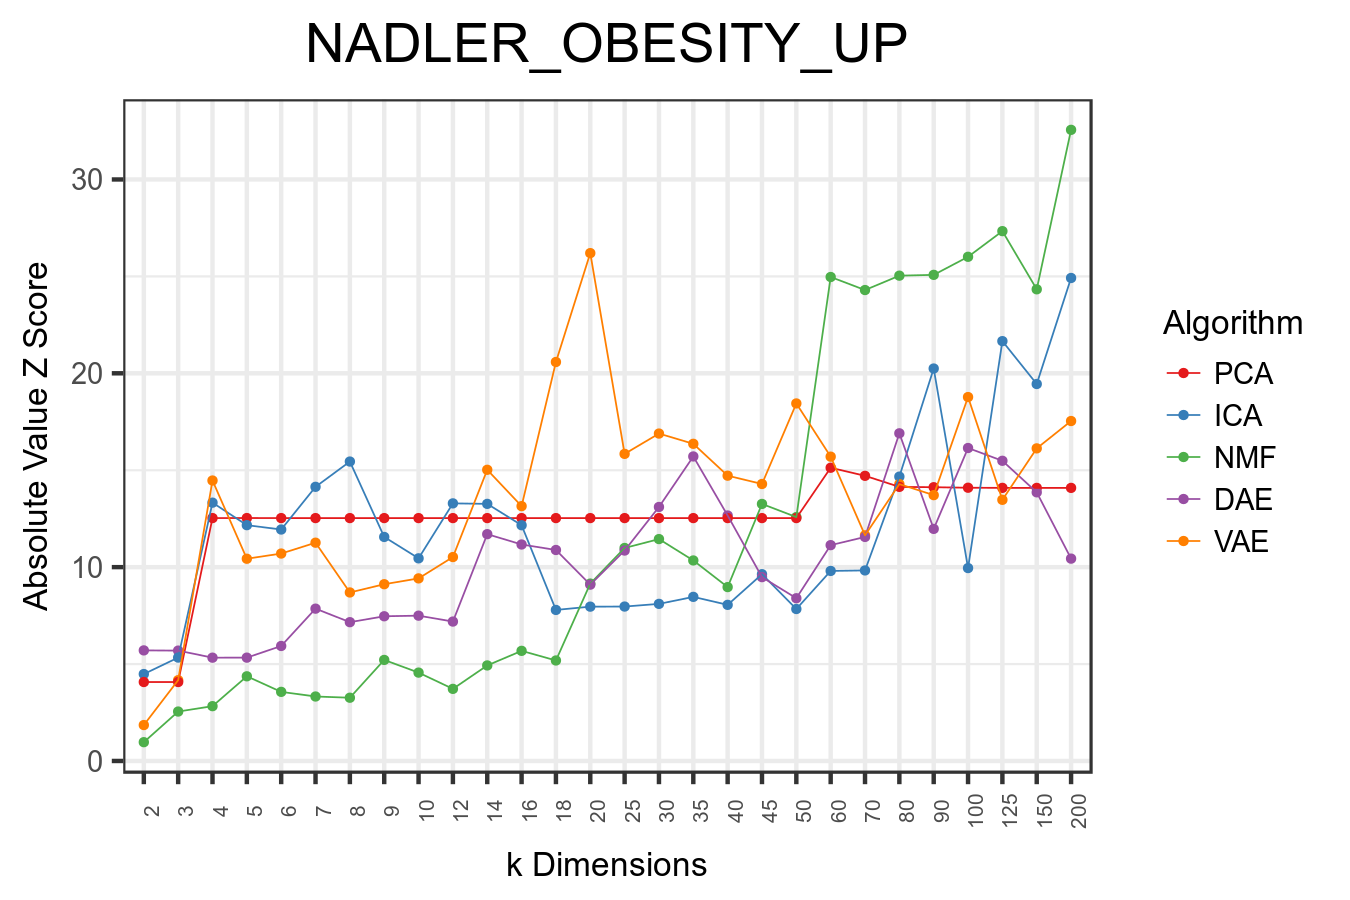 NADLER_OBESITY_UP
Absolute Value Z Score
30
20
10
0
2 3 4 5 6 7 8 9 10 12 14 16 18 20 25 30 35 40 45 50 60 70 80 90 100 125 150 200
k Dimensions
Algorithm
PCA
ICA
NMF
DAE
VAE